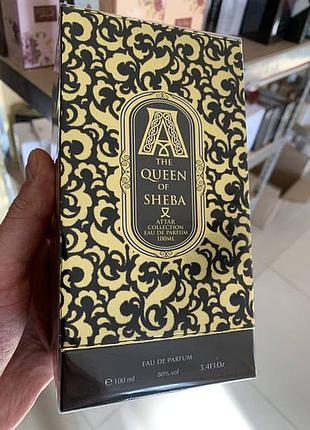 A
THE
QUEEN
OF
SHEBA
ATTAR
COLLECTION
EAU DE PARFUM
100ML
EAU DE PARFUM
e 100 ml 80% vol 3.4Fl.Oz